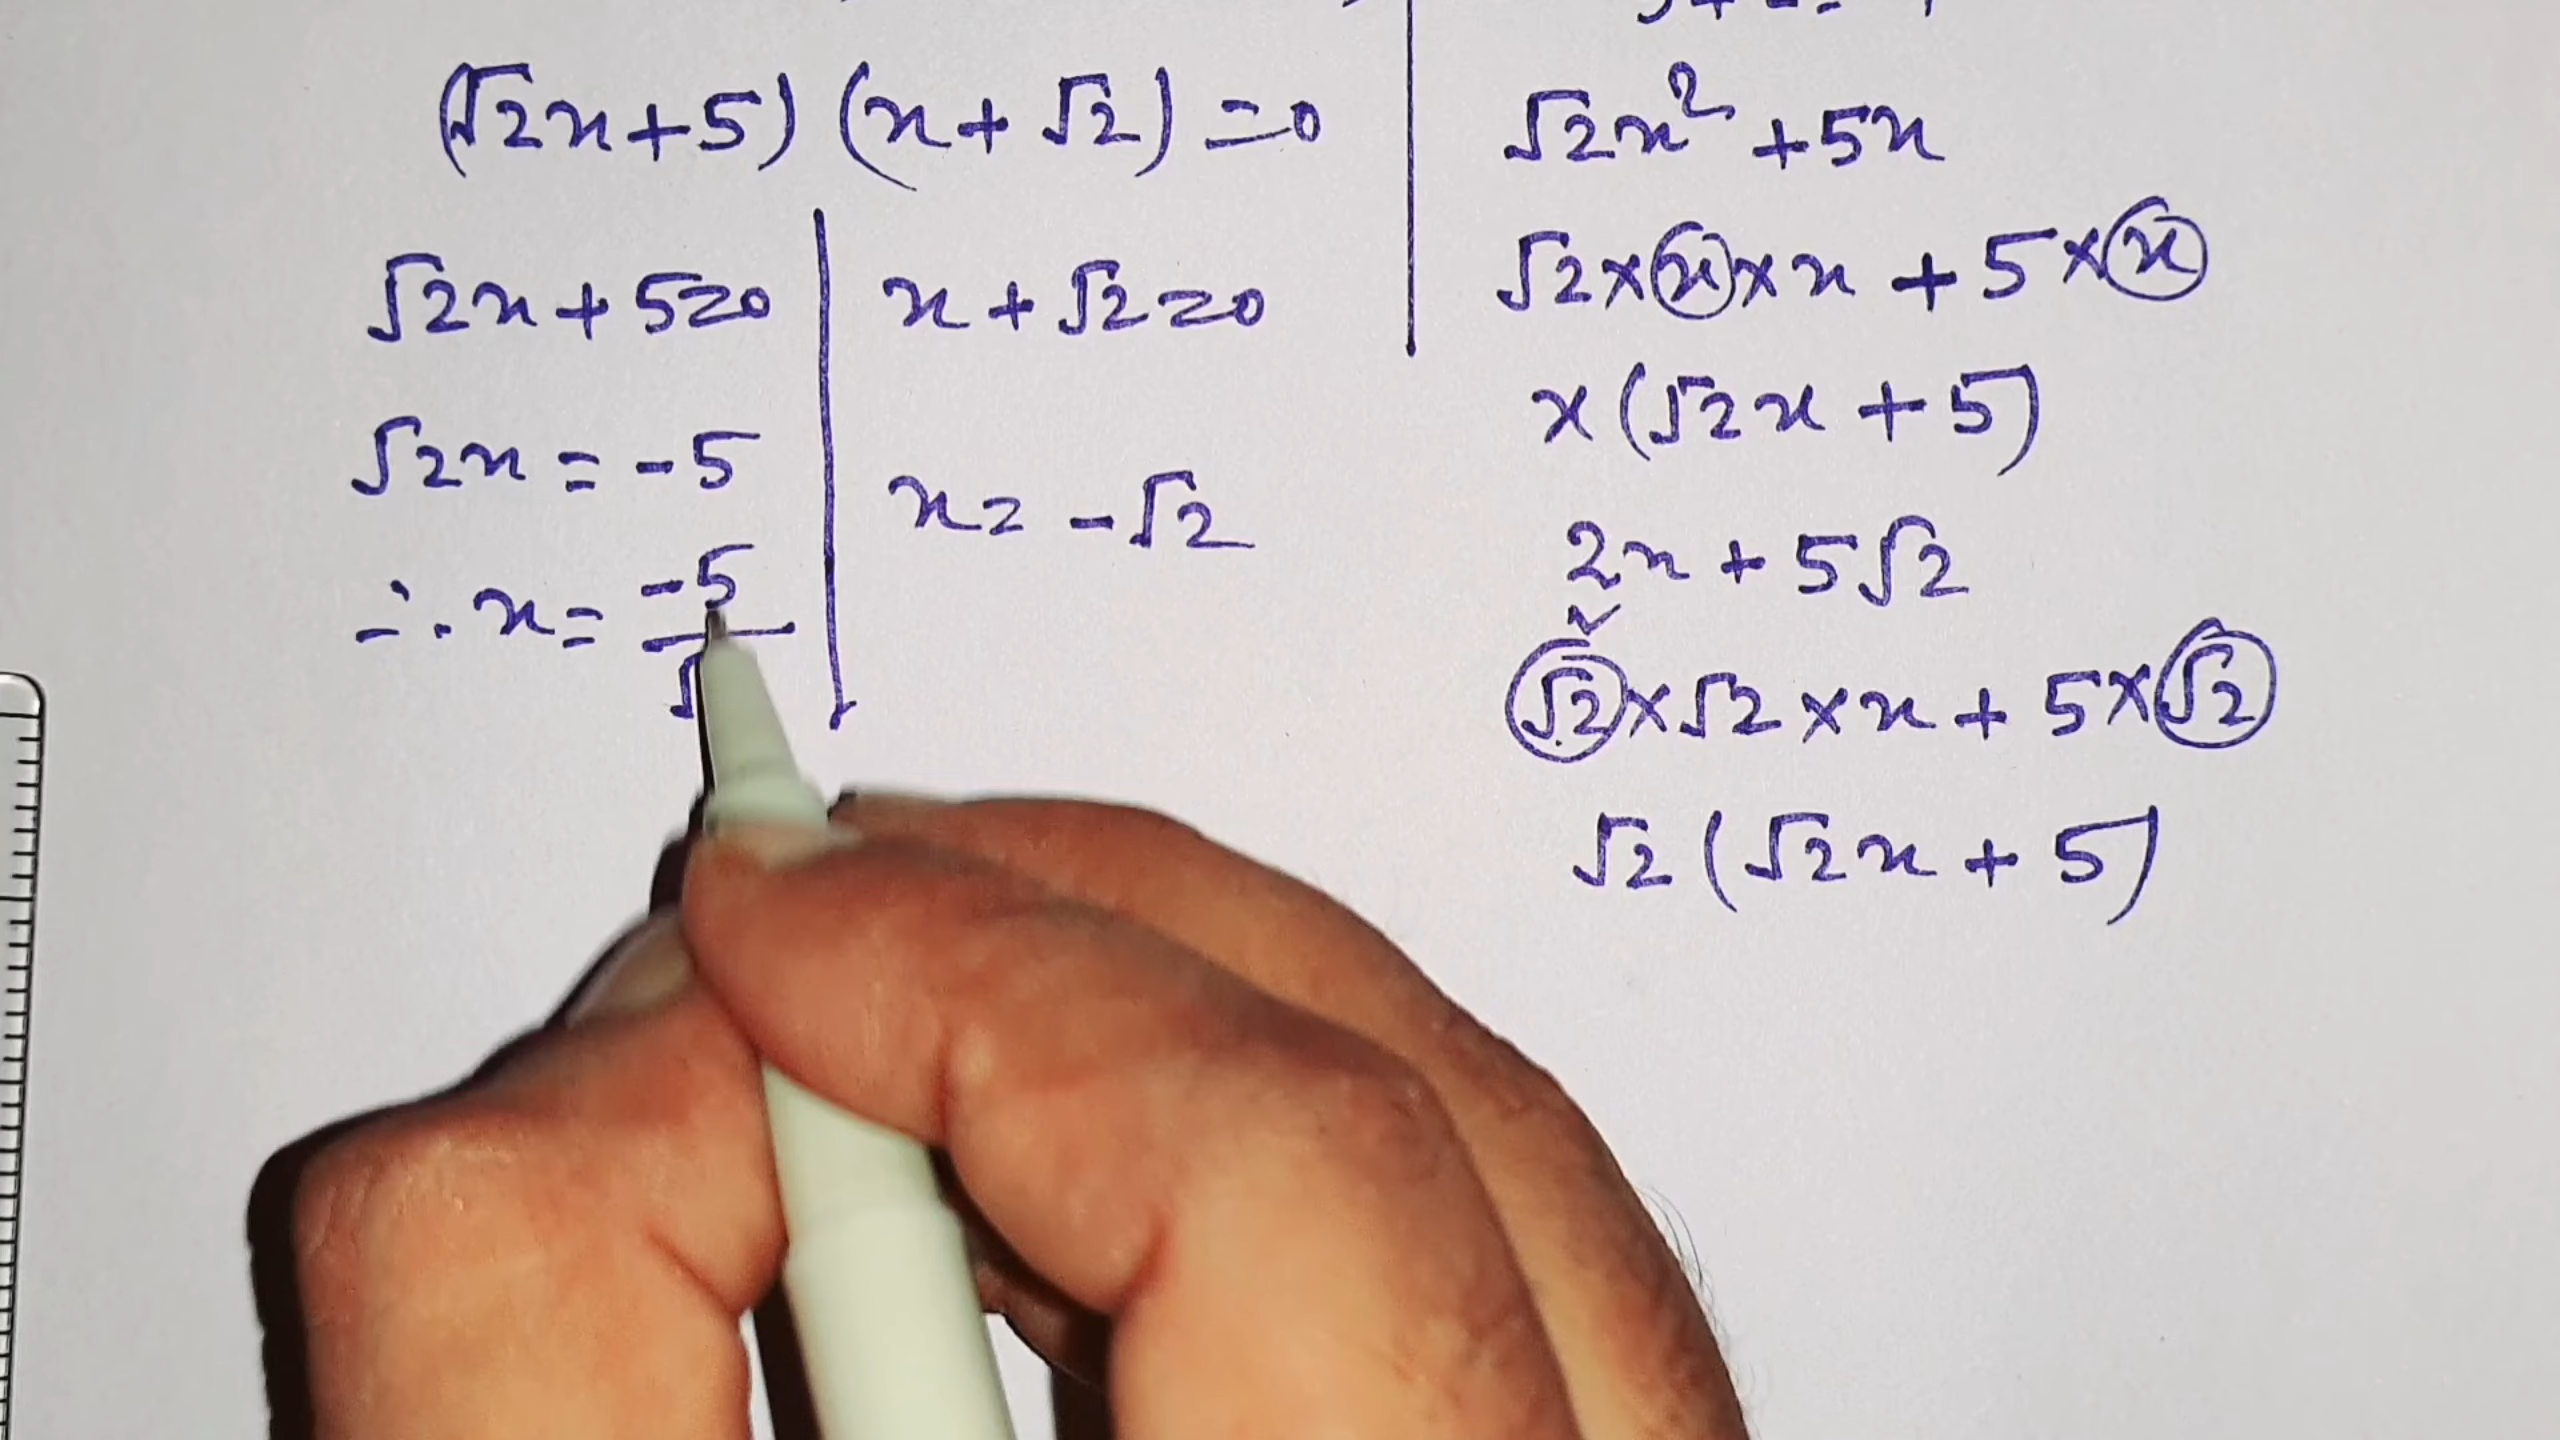 (√2x+5) (x+√2)=0
√2x+5=0
√2x = -5
∴ x= -5/√
x+√2=0
x= -√2
√2x² +5x
√2×x×x + 5×x
x(√2x + 5)
2x + 5√2
√2×√2×x + 5×√2
√2(√2x + 5)